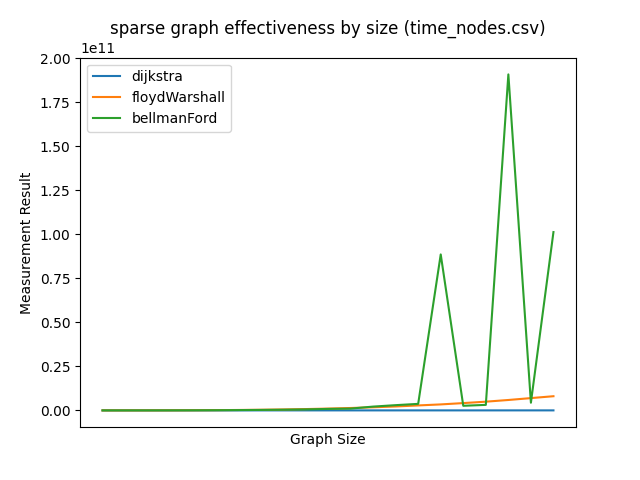 sparse graph effectiveness by size (time_nodes.csv)
1e11
2.00
1.75
1.50
1.25
1.00
0.75
0.50
0.25
0.00
Measurement Result
dijkstra
floydWarshall
bellmanFord
Graph Size